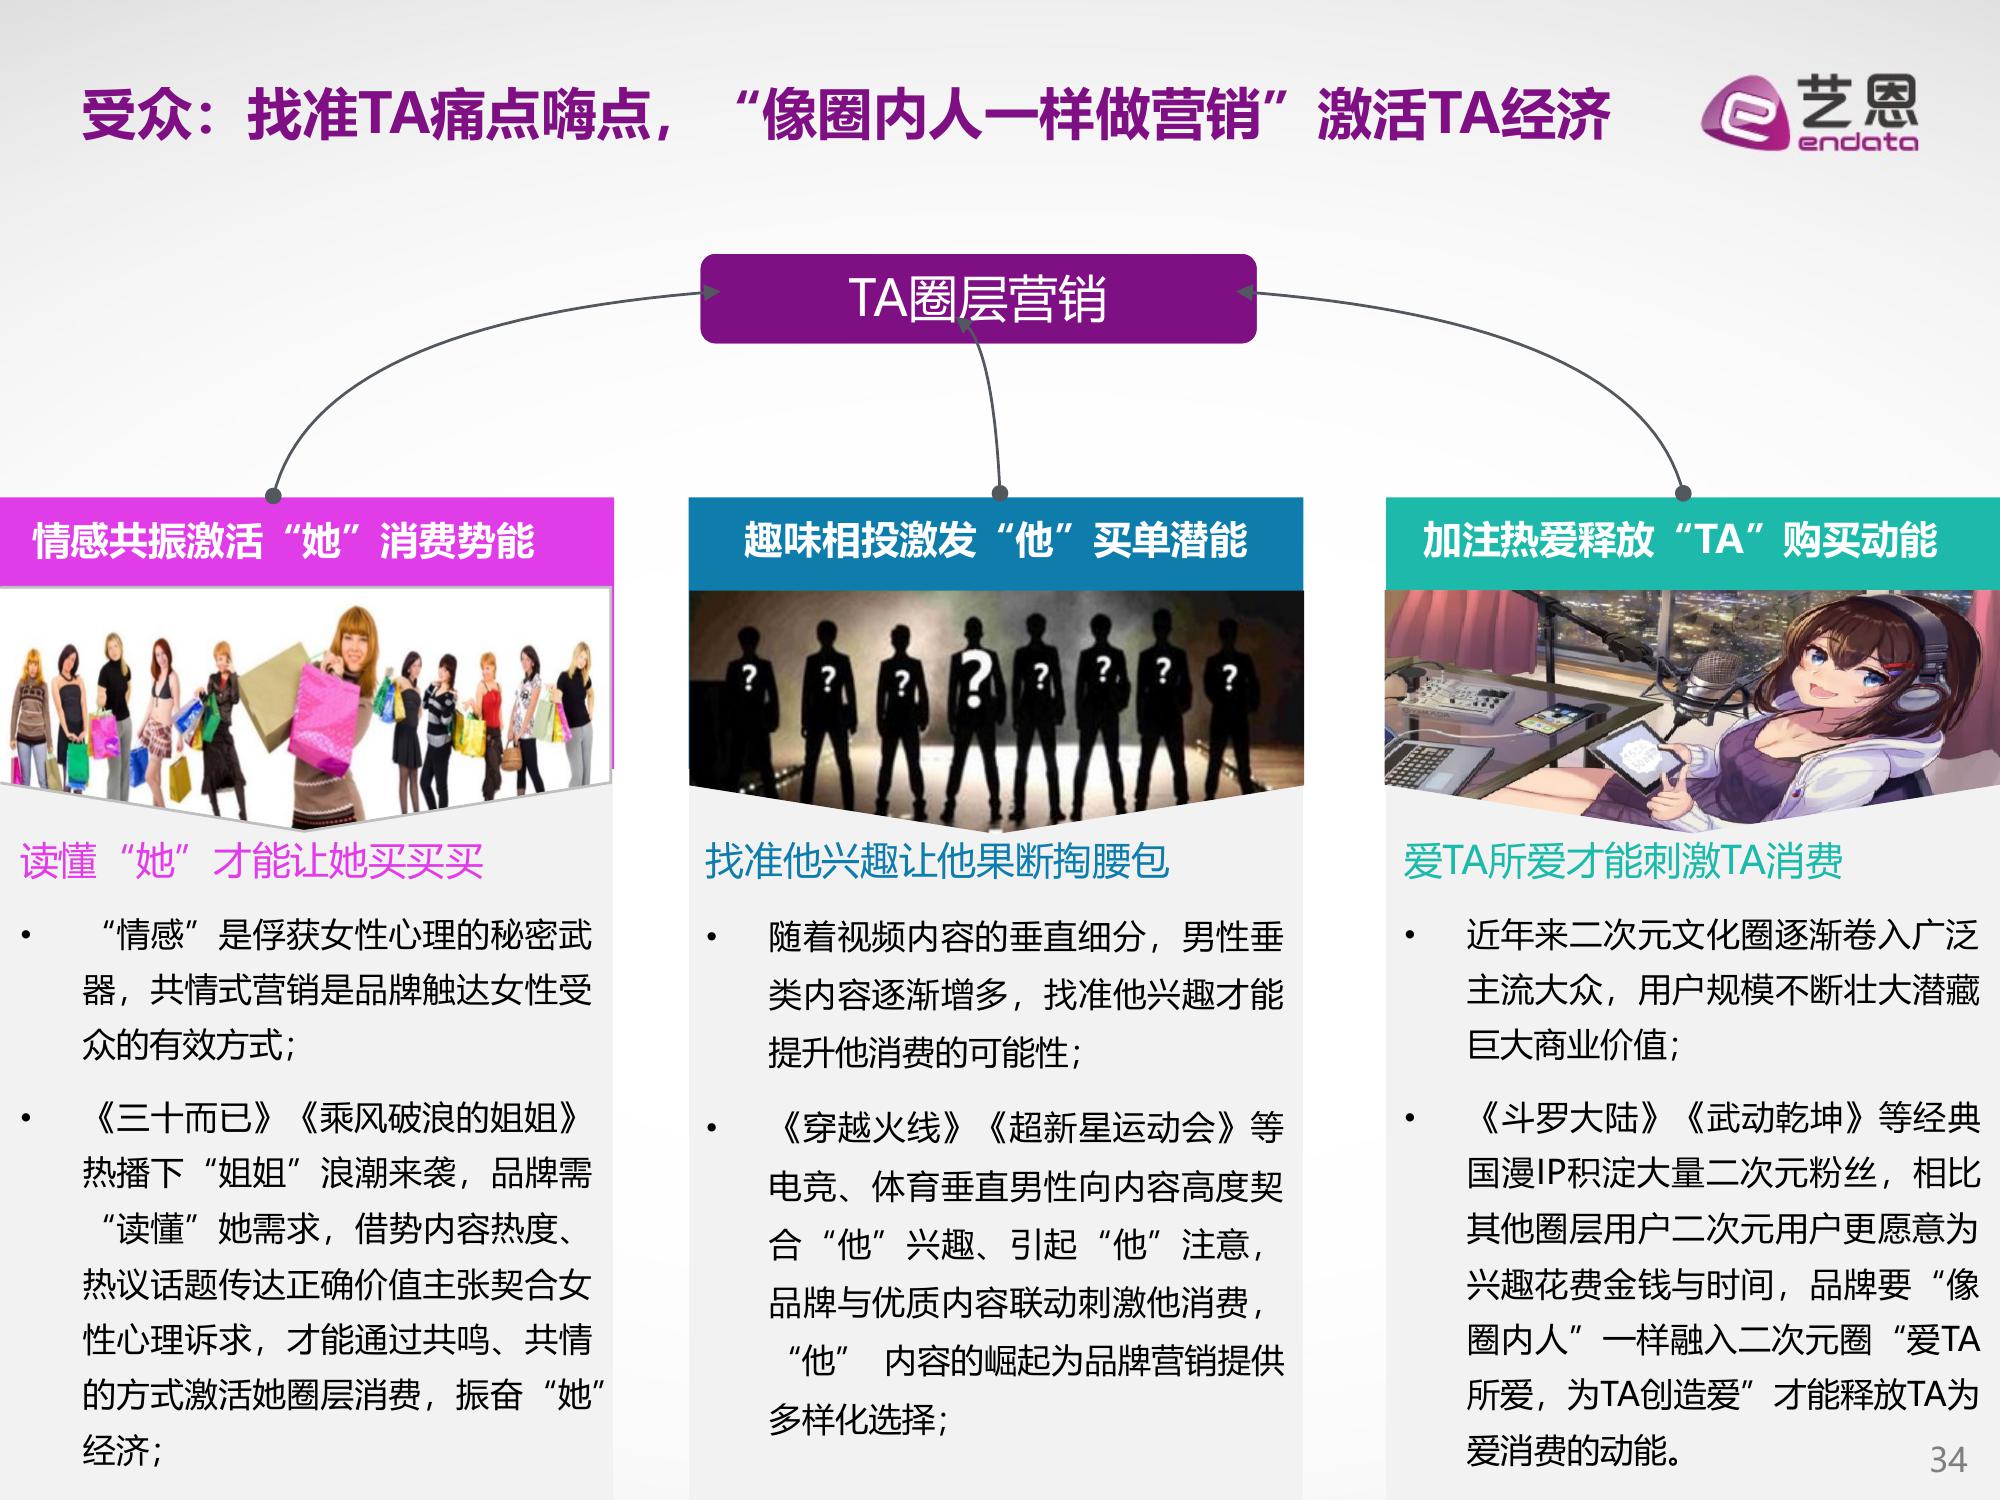 受众：找准TA痛点嗨点，“像圈内人一样做营销”激活TA经济
艺恩
endata
TA圈层营销
情感共振激活“她”消费势能
读懂“她”才能让她买买买
• “情感”是俘获女性心理的秘密武
器，共情式营销是品牌触达女性受
众的有效方式；
• 《三十而已》《乘风破浪的姐姐》
热播下“姐姐”浪潮来袭，品牌需
“读懂”她需求，借势内容热度、
热议话题传达正确价值主张契合女
性心理诉求，才能通过共鸣、共情
的方式激活她圈层消费，振奋“她”
经济；
趣味相投激发“他”买单潜能
? ? ? ? ? ? ? ?
找准他兴趣让他果断掏腰包
• 随着视频内容的垂直细分，男性垂
类内容逐渐增多，找准他兴趣才能
提升他消费的可能性；
• 《穿越火线》《超新星运动会》等
电竞、体育垂直男性向内容高度契
合“他”兴趣、引起“他”注意，
品牌与优质内容联动刺激他消费，
“他” 内容的崛起为品牌营销提供
多样化选择；
加注热爱释放“TA”购买动能
爱TA所爱才能刺激TA消费
• 近年来二次元文化圈逐渐卷入广泛
主流大众，用户规模不断壮大潜藏
巨大商业价值；
• 《斗罗大陆》《武动乾坤》等经典
国漫IP积淀大量二次元粉丝，相比
其他圈层用户二次元用户更愿意为
兴趣花费金钱与时间，品牌要“像
圈内人”一样融入二次元圈“爱TA
所爱，为TA创造爱”才能释放TA为
爱消费的动能。
34